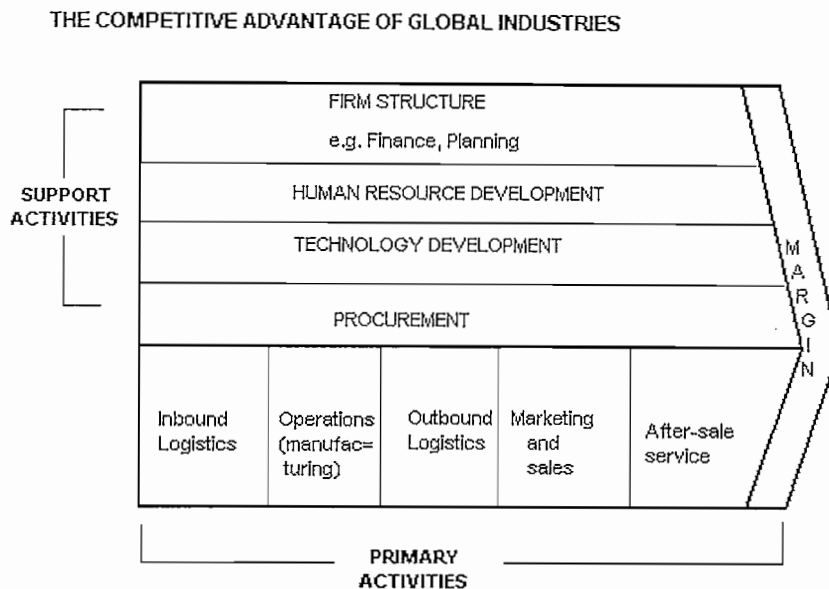 THE COMPETITIVE ADVANTAGE OF GLOBAL INDUSTRIES
FIRM STRUCTURE
e.g. Finance, Planning
SUPPORT
ACTIVITIES
HUMAN RESOURCE DEVELOPMENT
TECHNOLOGY DEVELOPMENT
PROCUREMENT
MARGIN
Inbound
Logistics
Operations
(manufac=
turing)
Outbound
Logistics
Marketing
and
sales
After-sale
service
PRIMARY
ACTIVITIES